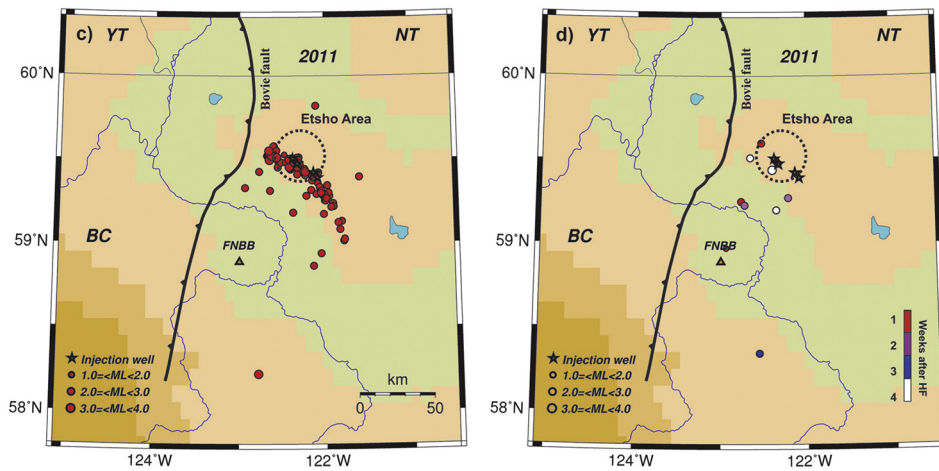 c) YT
NT
2011
60˚N
Bovie fault
Etsho Area
BC
59˚N
FNBB
Injection well
1.0=<ML<2.0
2.0=<ML<3.0
3.0=<ML<4.0
km
0 50
58˚N
124˚W
122˚W
d) YT
NT
2011
60˚N
Bovie fault
Etsho Area
BC
59˚N
FNBB
Injection well
1.0=<ML<2.0
2.0=<ML<3.0
3.0=<ML<4.0
1
2
3
4
Weeks after HF
58˚N
124˚W
122˚W